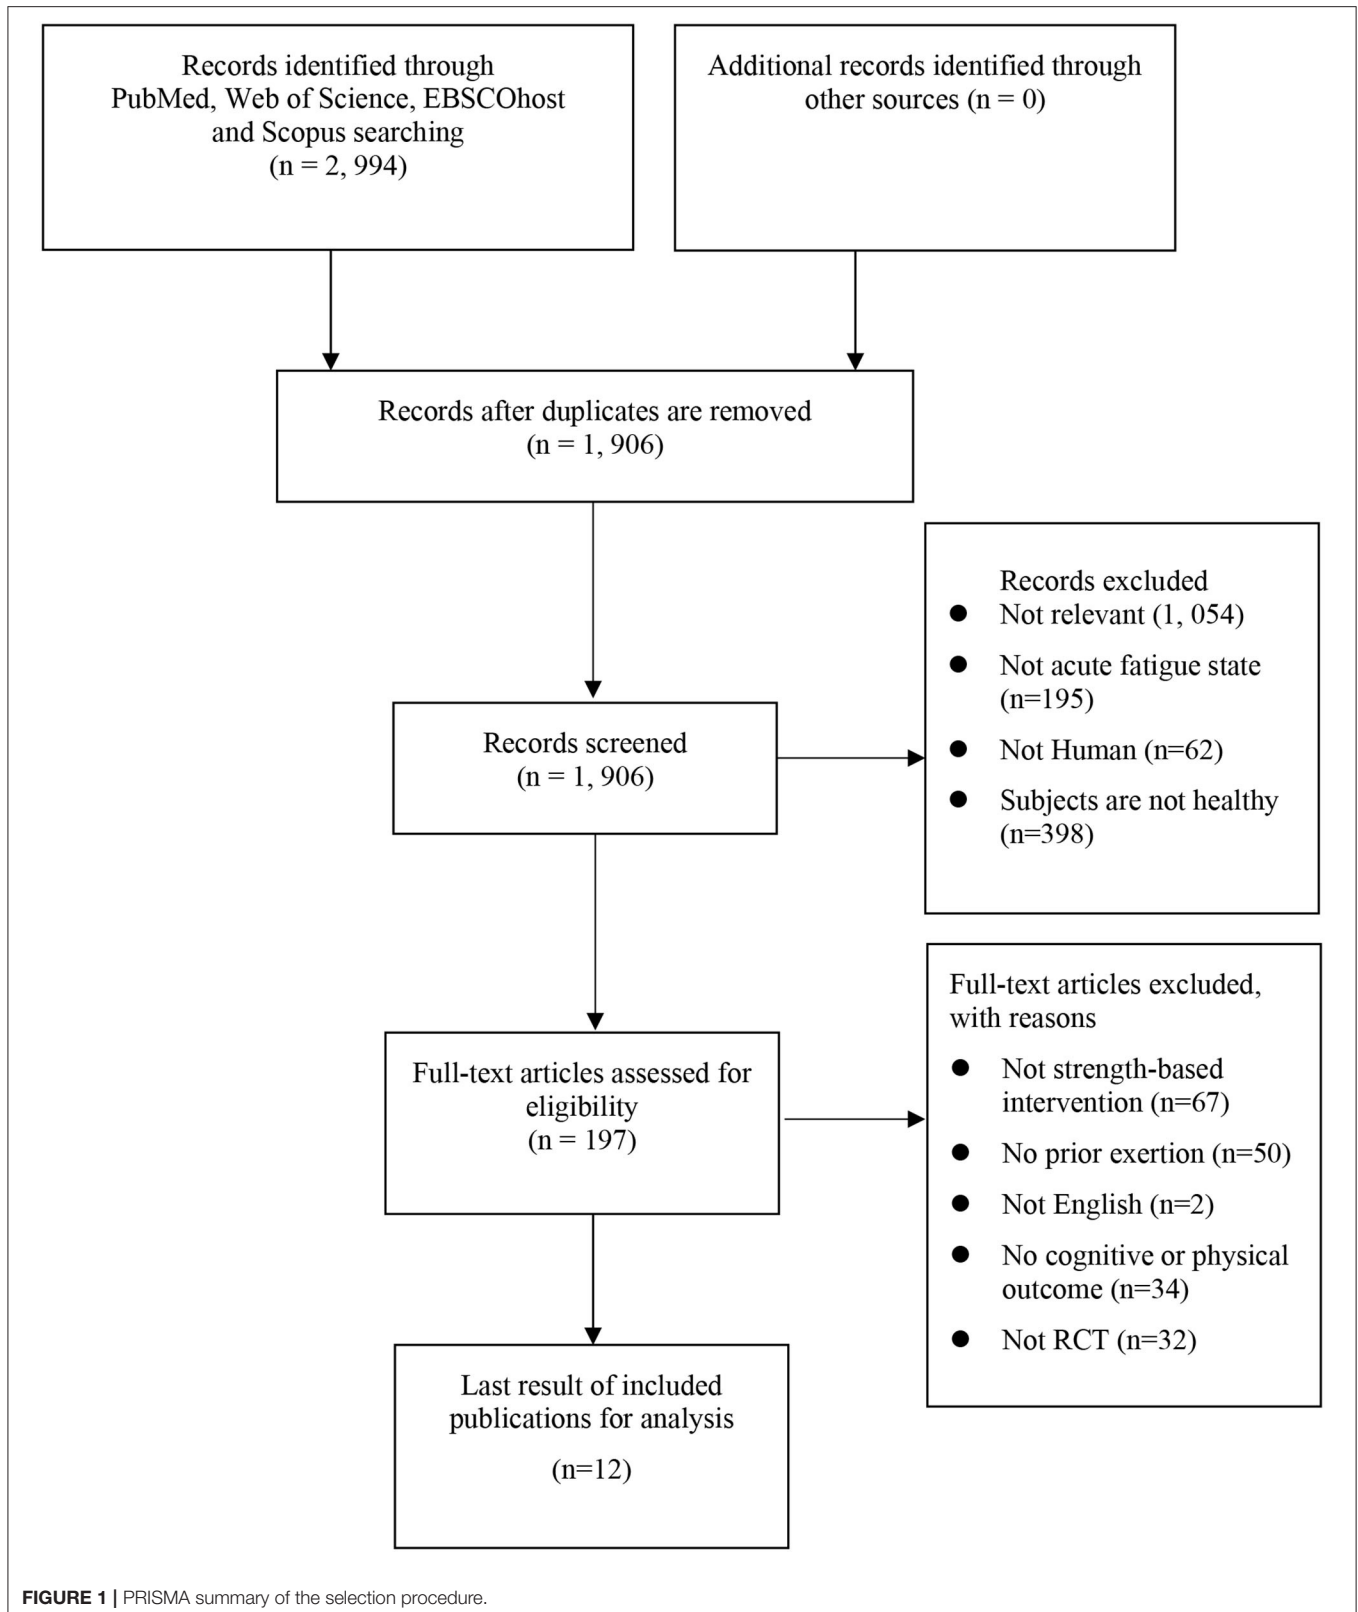 Records identified through
PubMed, Web of Science, EBSCOhost
and Scopus searching
(n = 2, 994)
Additional records identified through
other sources (n = 0)
Records after duplicates are removed
(n = 1, 906)
Records screened
(n = 1, 906)
Records excluded
● Not relevant (1, 054)
● Not acute fatigue state
(n=195)
● Not Human (n=62)
● Subjects are not healthy
(n=398)
Full-text articles assessed for
eligibility
(n = 197)
Full-text articles excluded,
with reasons
● Not strength-based
intervention (n=67)
● No prior exertion (n=50)
● Not English (n=2)
● No cognitive or physical
outcome (n=34)
● Not RCT (n=32)
Last result of included
publications for analysis
(n=12)
FIGURE 1 | PRISMA summary of the selection procedure.